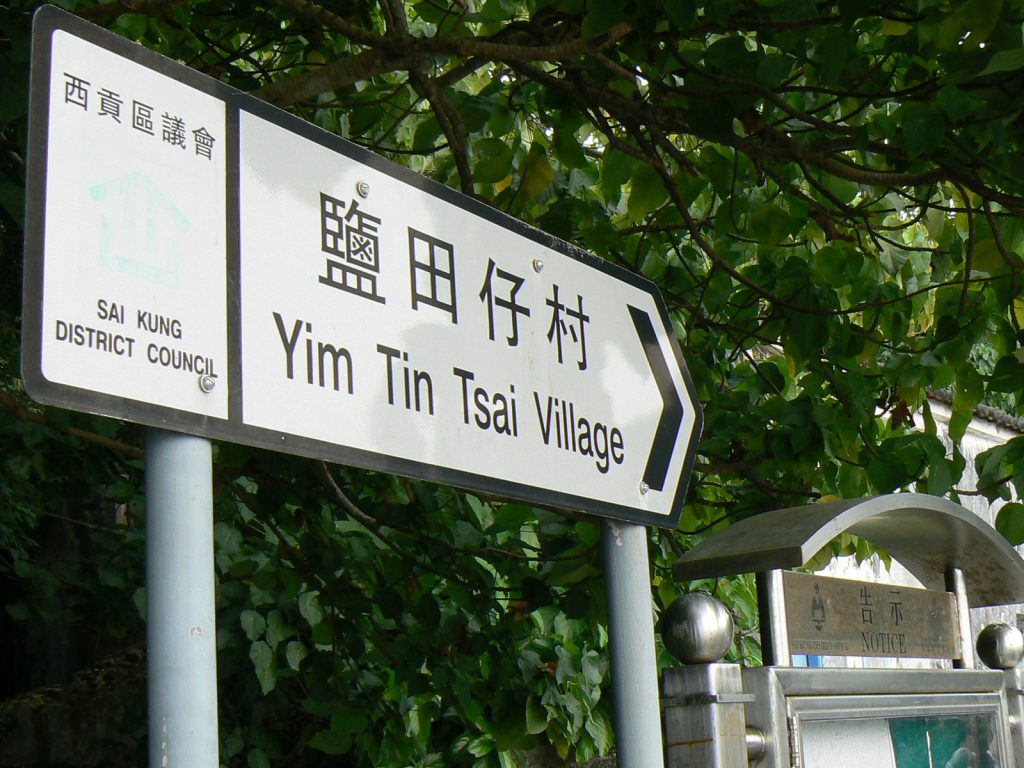 西貢區議會
SAI KUNG
DISTRICT COUNCIL
鹽田仔村
Yim Tin Tsai Village
告示
NOTICE